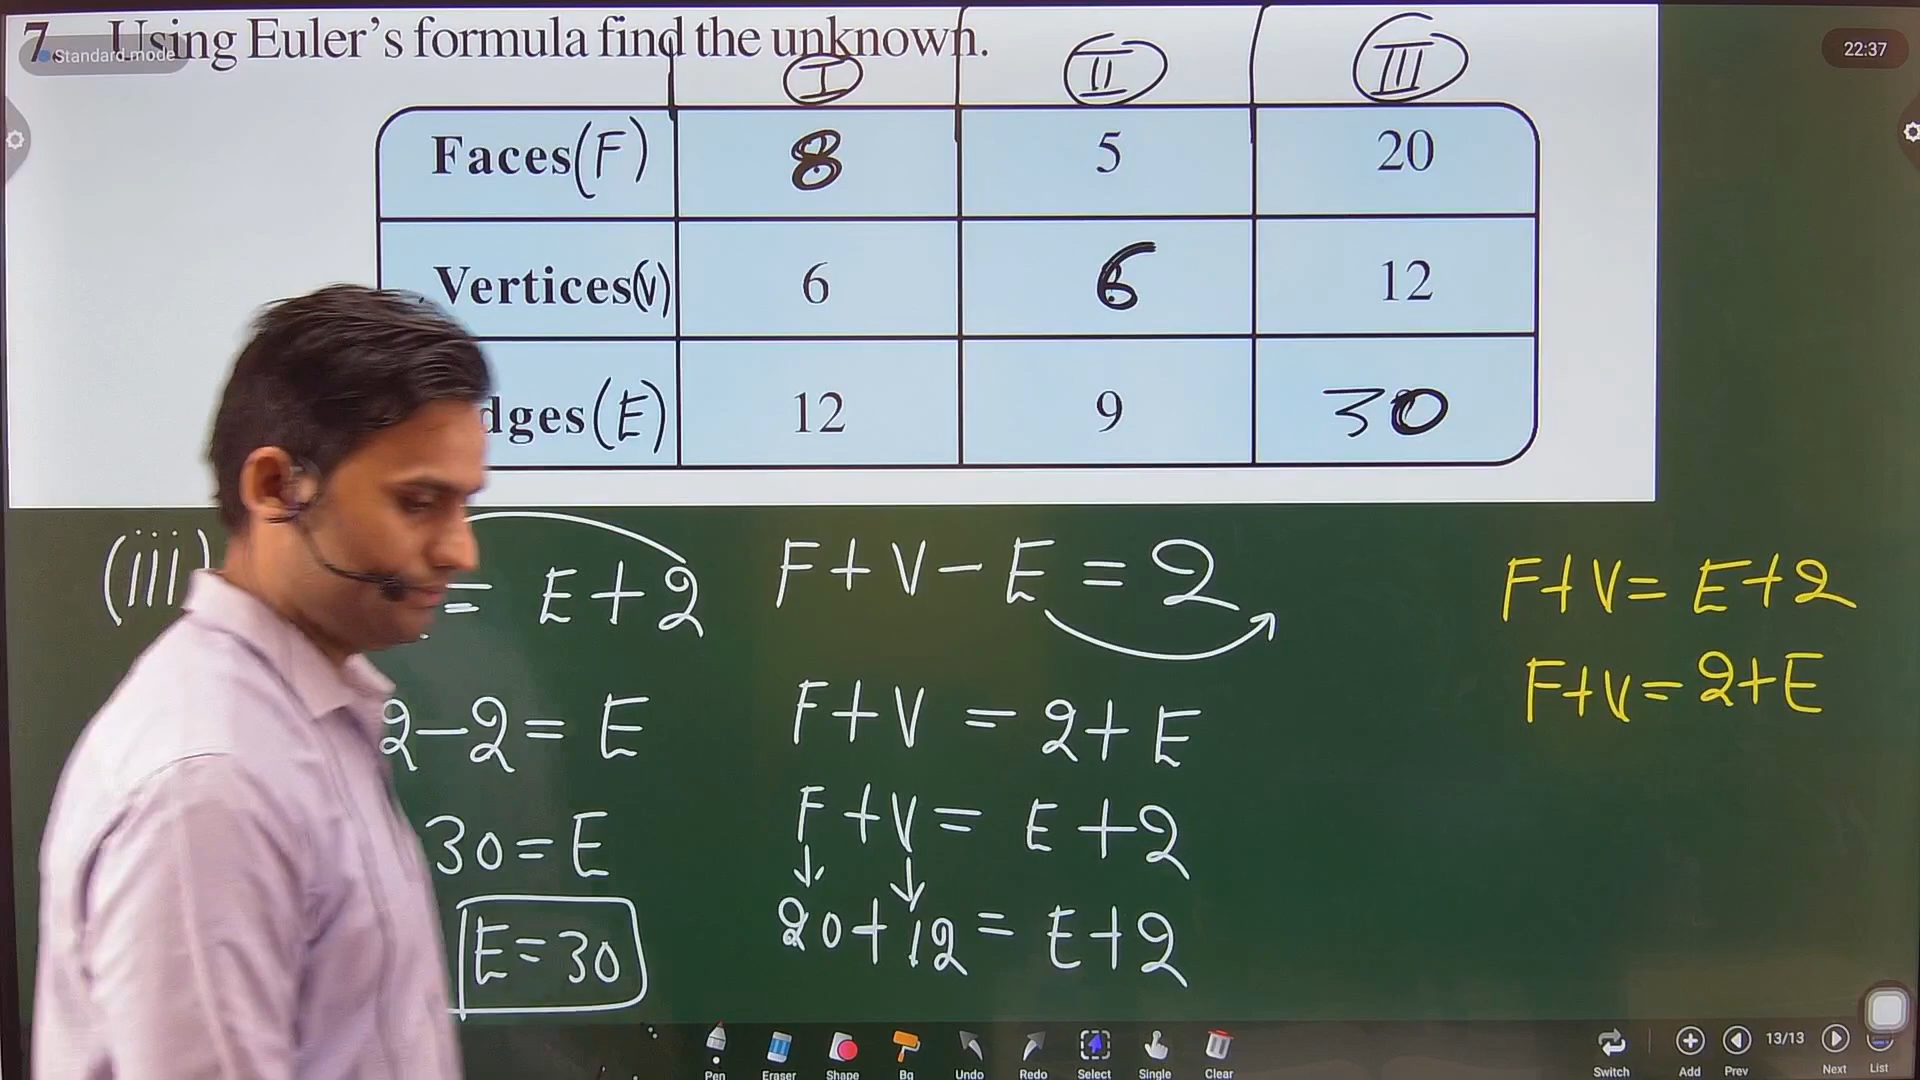 7. Using Euler's formula find the unknown.
Standard mode
22:37
I II III
Faces (F) 8 5 20
Vertices (V) 6 6 12
dges (E) 12 9 30
(iii) = E+2
2-2=E
30=E
E=30
F+V-E=2
F+V=2+E
F+V=E+2
20+12=E+2
F+V=E+2
F+V=2+E
Pen Eraser Shape Bg Undo Redo Select Single Clear
Switch Add Prev 13/13 Next List